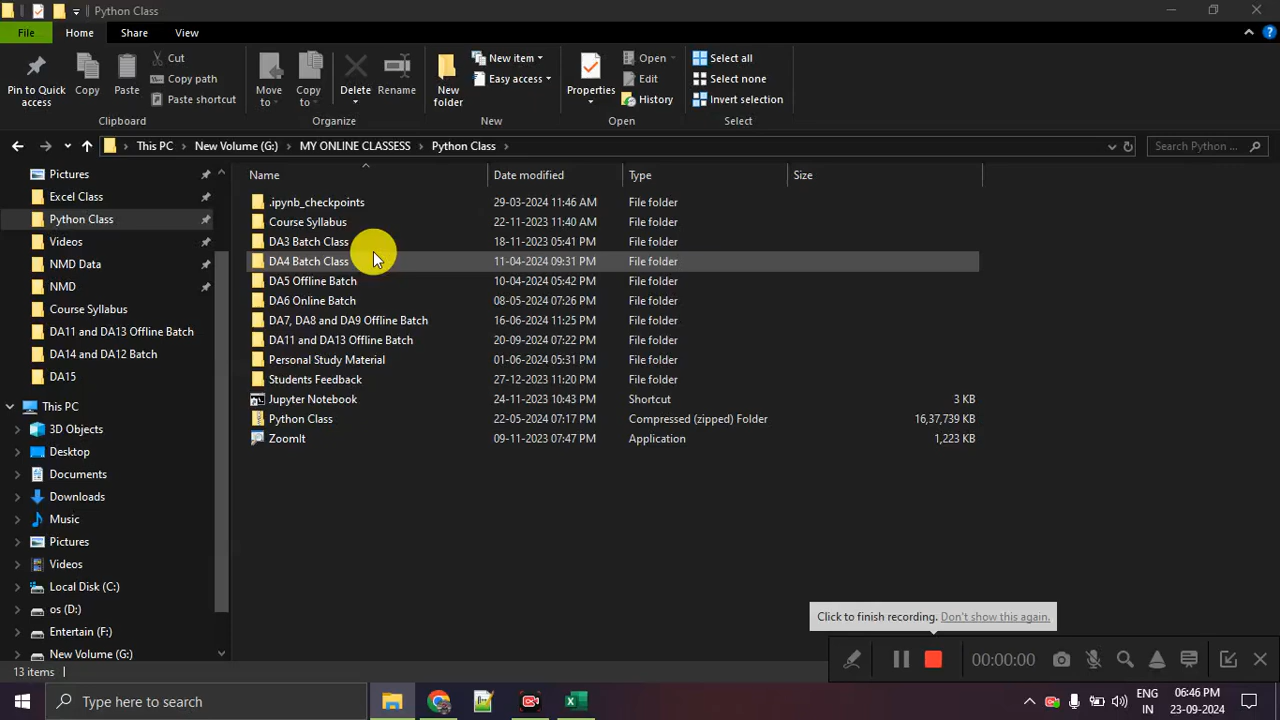 Python Class
File Home Share View
Pin to Quick access
Copy
Paste
Cut
Copy path
Paste shortcut
Clipboard
Move to
Copy to
Delete
Rename
Organize
New folder
New item
Easy access
New
Properties
Open
Edit
History
Open
Select all
Select none
Invert selection
Select
This PC New Volume (G:) MY ONLINE CLASSESS Python Class
Search Python ...
Pictures
Excel Class
Python Class
Videos
NMD Data
NMD
Course Syllabus
DA11 and DA13 Offline Batch
DA14 and DA12 Batch
DA15
This PC
3D Objects
Desktop
Documents
Downloads
Music
Pictures
Videos
Local Disk (C:)
os (D:)
Entertain (F:)
New Volume (G:)
Name Date modified Type Size
.ipynb_checkpoints 29-03-2024 11:46 AM File folder
Course Syllabus 22-11-2023 11:40 AM File folder
DA3 Batch Class 18-11-2023 05:41 PM File folder
DA4 Batch Class 11-04-2024 09:31 PM File folder
DA5 Offline Batch 10-04-2024 05:42 PM File folder
DA6 Online Batch 08-05-2024 07:26 PM File folder
DA7, DA8 and DA9 Offline Batch 16-06-2024 11:25 PM File folder
DA11 and DA13 Offline Batch 20-09-2024 07:22 PM File folder
Personal Study Material 01-06-2024 05:31 PM File folder
Students Feedback 27-12-2023 11:20 PM File folder
Jupyter Notebook 24-11-2023 10:43 PM Shortcut 3 KB
Python Class 22-05-2024 07:17 PM Compressed (zipped) Folder 16,37,739 KB
ZoomIt 09-11-2023 07:47 PM Application 1,223 KB
Click to finish recording. Don't show this again.
00:00:00
13 items
Type here to search
ENG
IN
06:46 PM
23-09-2024